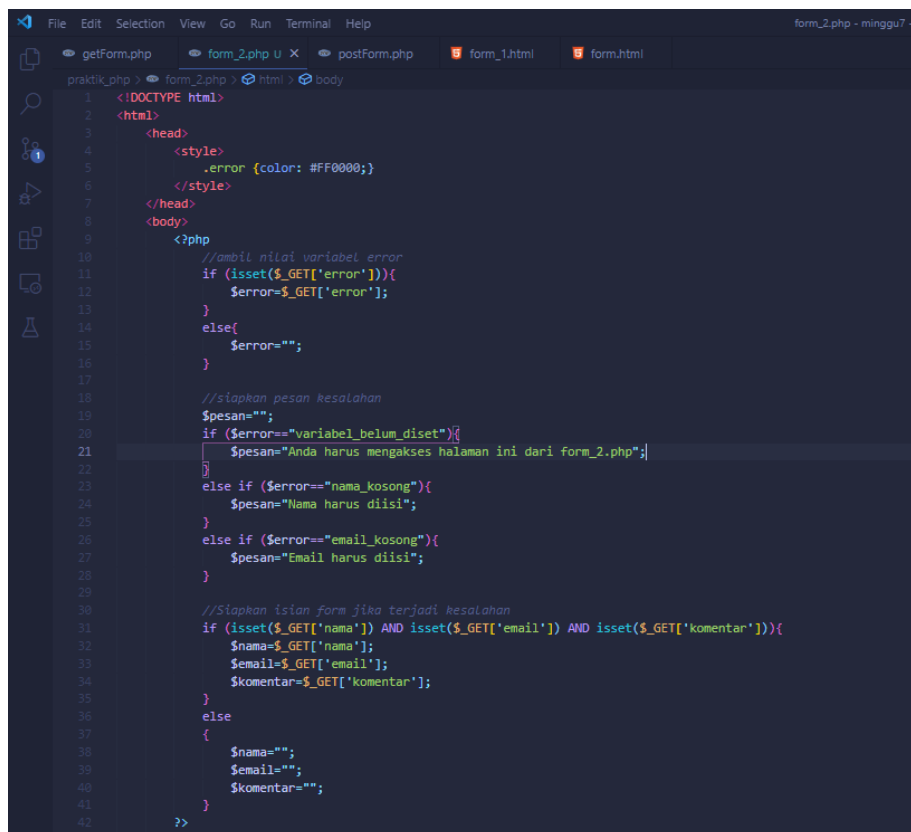 File Edit Selection View Go Run Terminal Help form_2.php - minggu7 -
getForm.php form_2.php U postForm.php form_1.html form.html
praktik_php > form_2.php > html > body
1 <!DOCTYPE html>
2 <html>
3 <head>
4 <style>
5 .error {color: #FF0000;}
6 </style>
7 </head>
8 <body>
9 <?php
10 //ambil nilai variabel error
11 if (isset($_GET['error'])){
12 $error=$_GET['error'];
13 }
14 else{
15 $error="";
16 }
17
18 //siapkan pesan kesalahan
19 $pesan="";
20 if ($error=="variabel_belum_diset"){
21 $pesan="Anda harus mengakses halaman ini dari form_2.php";
22 }
23 else if ($error=="nama_kosong"){
24 $pesan="Nama harus diisi";
25 }
26 else if ($error=="email_kosong"){
27 $pesan="Email harus diisi";
28 }
29
30 //Siapkan isian form jika terjadi kesalahan
31 if (isset($_GET['nama']) AND isset($_GET['email']) AND isset($_GET['komentar'])){
32 $nama=$_GET['nama'];
33 $email=$_GET['email'];
34 $komentar=$_GET['komentar'];
35 }
36 else
37 {
38 $nama="";
39 $email="";
40 $komentar="";
41 }
42 ?>
1